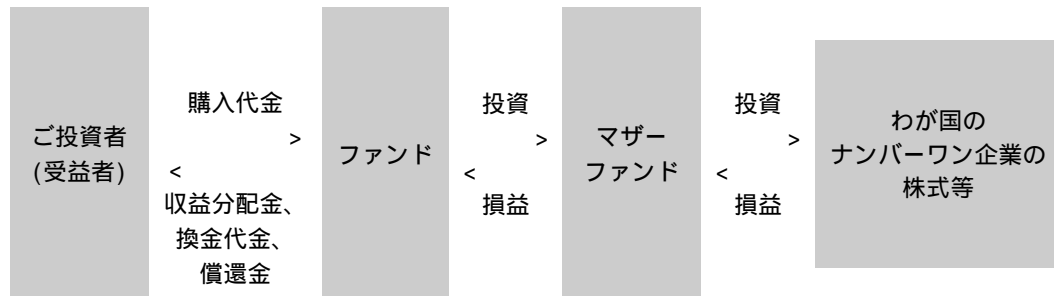 ご投資者
(受益者)
購入代金
>
<
収益分配金、
換金代金、
償還金
ファンド
投資
>
<
損益
マザー
ファンド
投資
>
<
損益
わが国の
ナンバーワン企業の
株式等